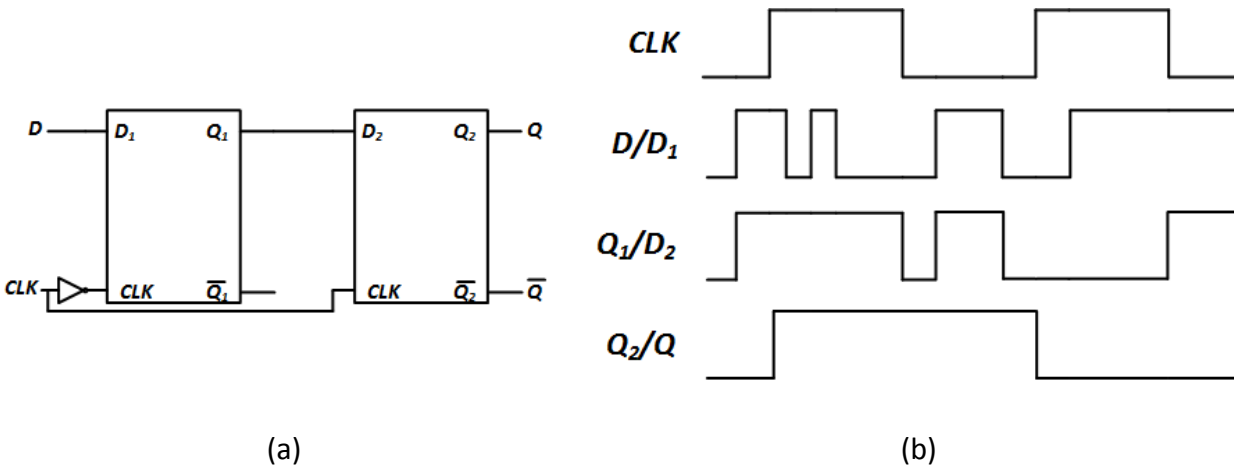 D D₁ Q₁ D₂ Q₂ Q
CLK CLK Q̅₁ CLK Q̅₂ Q̅
(a)
CLK
D/D₁
Q₁/D₂
Q₂/Q
(b)